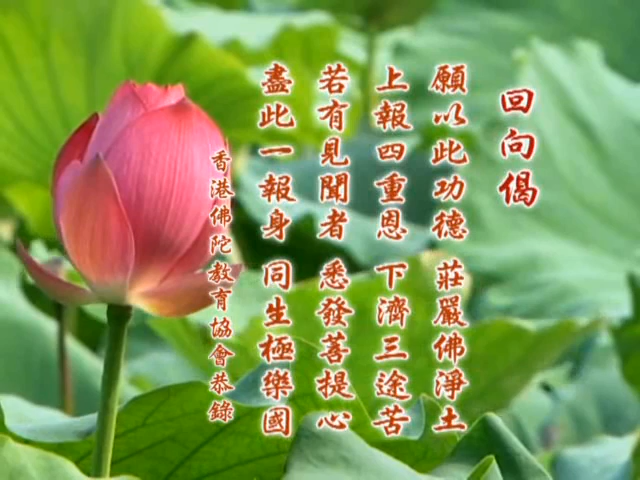 回向偈
願以此功德 莊嚴佛淨土
上報四重恩 下濟三途苦
若有見聞者 悉發菩提心
盡此一報身 同生極樂國
香港佛陀教育協會恭錄